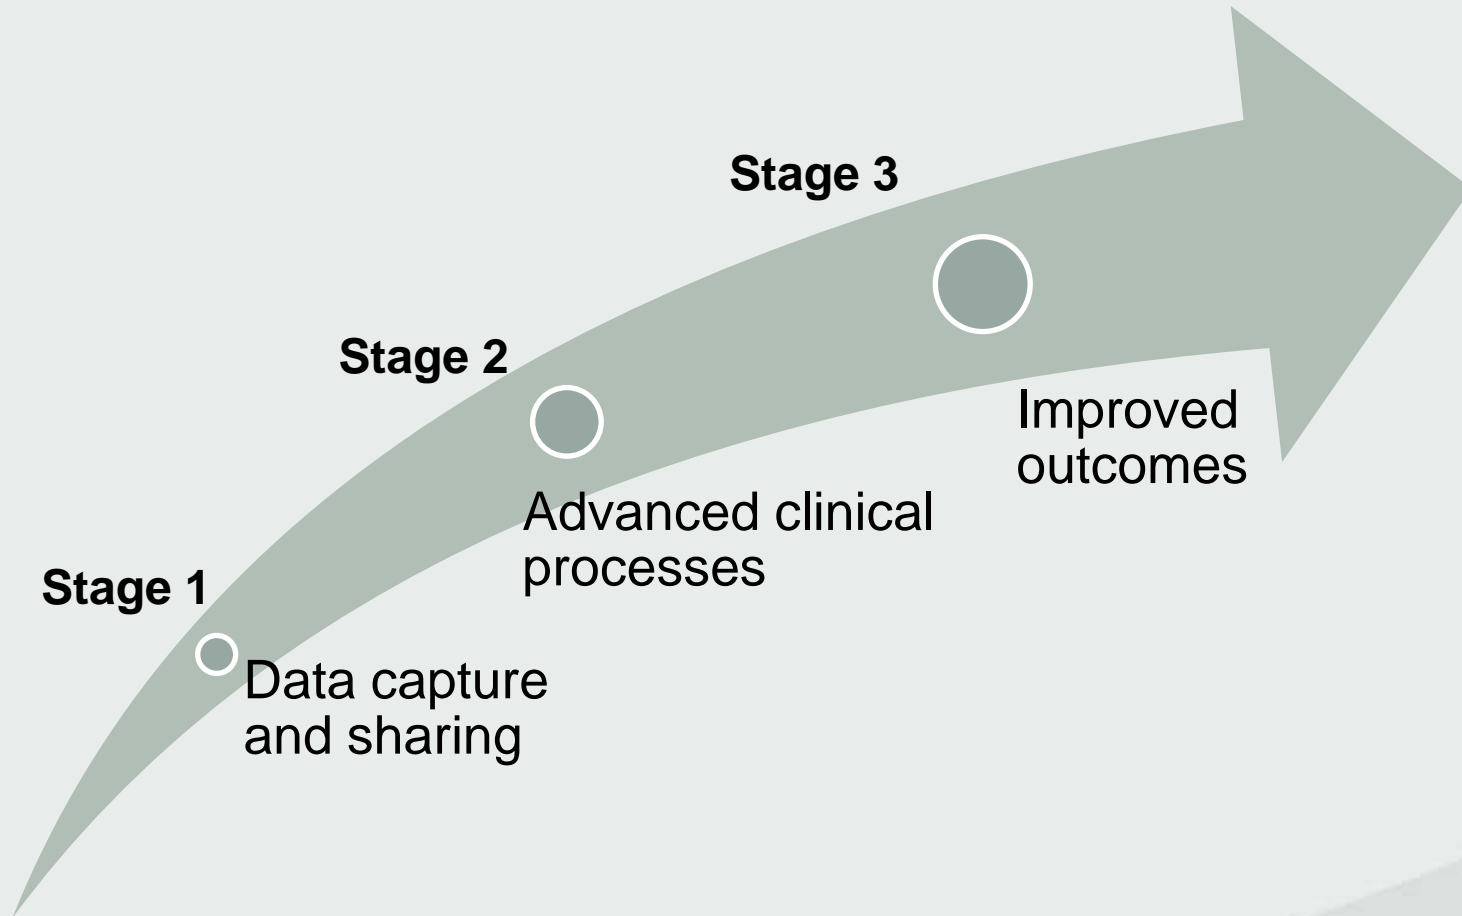 Stage 1
Data capture
and sharing
Stage 2
Advanced clinical
processes
Stage 3
Improved
outcomes